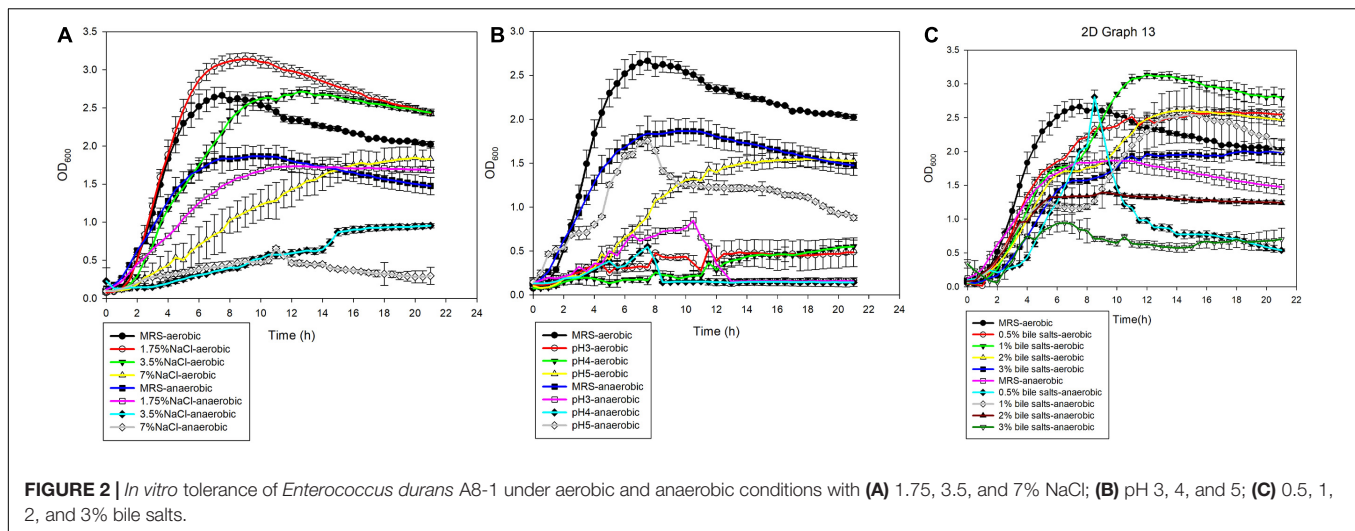 A
3.5
3.0
2.5
2.0
1.5
1.0
0.5
0.0
OD600
0 2 4 6 8 10 12 14 16 18 20 22 24
Time (h)
MRS-aerobic
1.75%NaCl-aerobic
3.5%NaCl-aerobic
7%NaCl-aerobic
MRS-anaerobic
1.75%NaCl-anaerobic
3.5%NaCl-anaerobic
7%NaCl-anaerobic
B
3.0
2.5
2.0
1.5
1.0
0.5
0.0
OD600
0 2 4 6 8 10 12 14 16 18 20 22 24
Time (h)
MRS-aerobic
pH3-aerobic
pH4-aerobic
pH5-aerobic
MRS-anaerobic
pH3-anaerobic
pH4-anaerobic
pH5-anaerobic
C
2D Graph 13
3.5
3.0
2.5
2.0
1.5
1.0
0.5
0.0
OD600
0 2 4 6 8 10 12 14 16 18 20 22
Time(h)
MRS-aerobic
0.5% bile salts-aerobic
1% bile salts-aerobic
2% bile salts-aerobic
3% bile salts-aerobic
MRS-anaerobic
0.5% bile salts-anaerobic
1% bile salts-anaerobic
2% bile salts-anaerobic
3% bile salts-anaerobic
FIGURE 2 | In vitro tolerance of Enterococcus durans A8-1 under aerobic and anaerobic conditions with (A) 1.75, 3.5, and 7% NaCl; (B) pH 3, 4, and 5; (C) 0.5, 1,
2, and 3% bile salts.